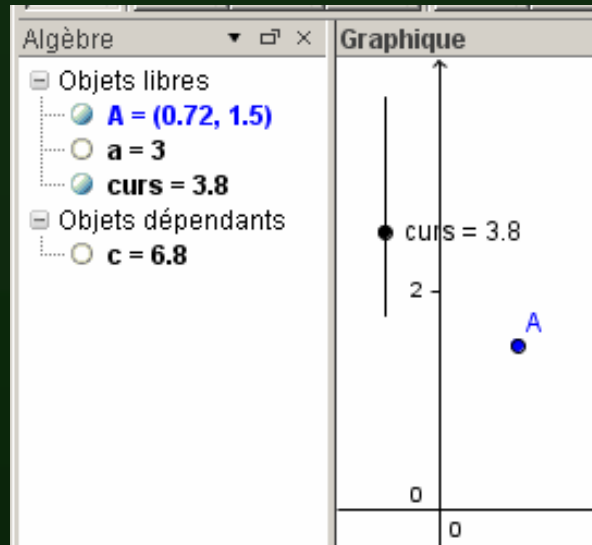 Algèbre
Objets libres
A = (0.72, 1.5)
a = 3
curs = 3.8
Objets dépendants
c = 6.8
Graphique
curs = 3.8
2
A
0
0